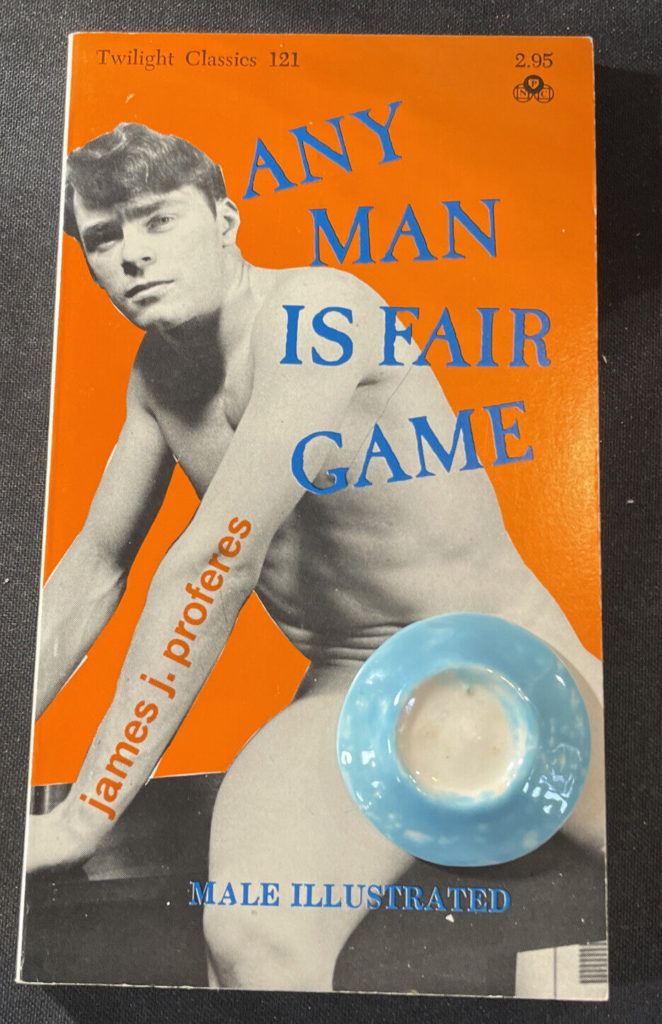 Twilight Classics 121
2.95
P
N C
ANY
MAN
IS FAIR
GAME
james j. proferes
MALE ILLUSTRATED